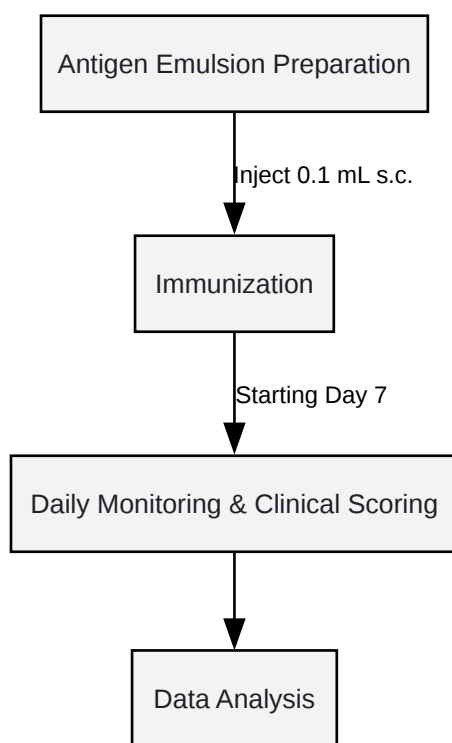 Antigen Emulsion Preparation
Inject 0.1 mL s.c.
Immunization
Starting Day 7
Daily Monitoring & Clinical Scoring
Data Analysis